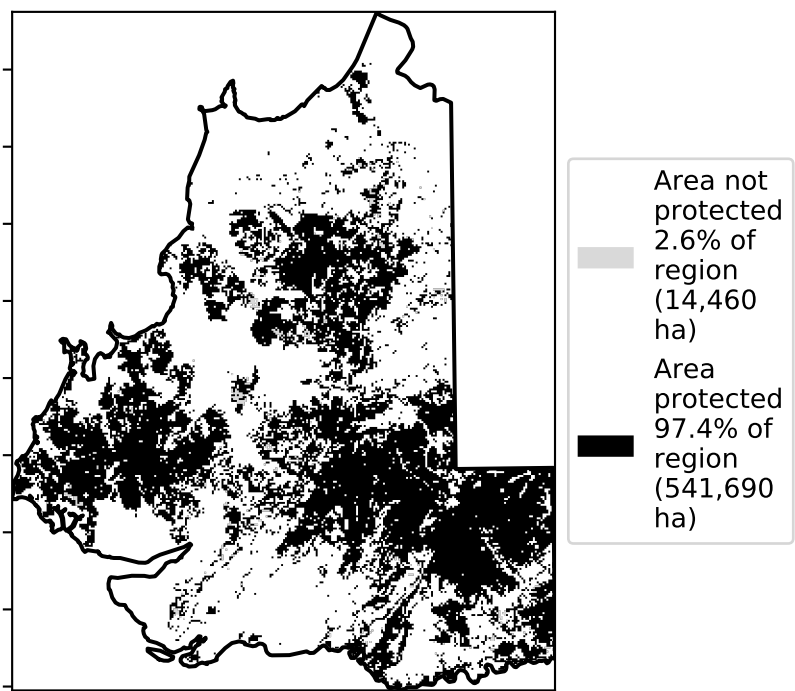 Area not
protected
2.6% of
region
(14,460
ha)
Area
protected
97.4% of
region
(541,690
ha)